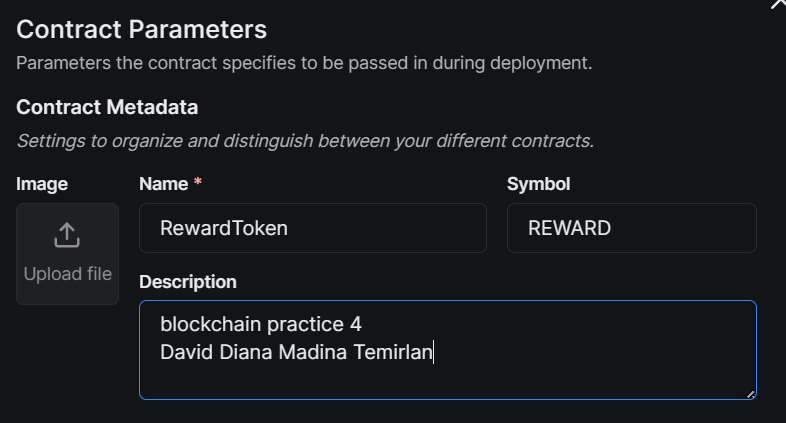 Contract Parameters
Parameters the contract specifies to be passed in during deployment.
Contract Metadata
Settings to organize and distinguish between your different contracts.
Image
Name *
Symbol
Upload file
RewardToken
REWARD
Description
blockchain practice 4
David Diana Madina Temirlan